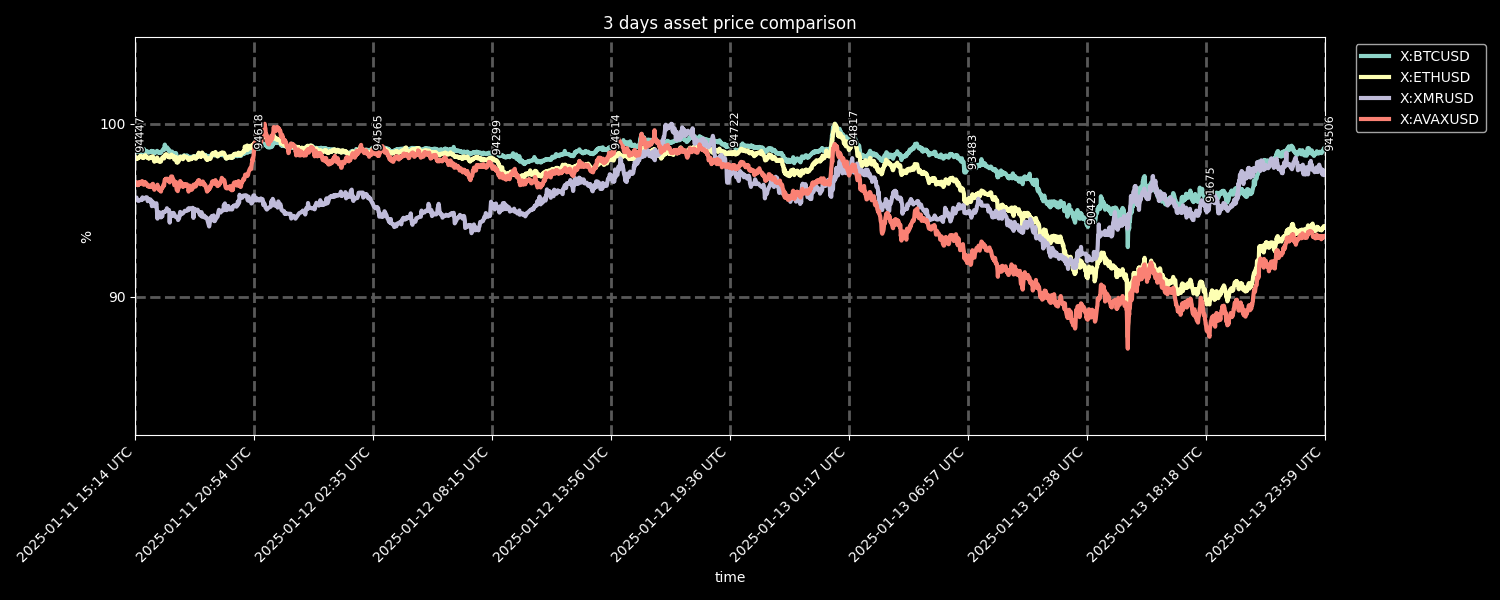 3 days asset price comparison
X:BTCUSD
X:ETHUSD
X:XMRUSD
X:AVAXUSD
100
90
%
94447
94618
94565
94299
94614
94722
94817
93483
90423
91675
94506
2025-01-11 15:14 UTC
2025-01-11 20:54 UTC
2025-01-12 02:35 UTC
2025-01-12 08:15 UTC
2025-01-12 13:56 UTC
2025-01-12 19:36 UTC
2025-01-13 01:17 UTC
2025-01-13 06:57 UTC
2025-01-13 12:38 UTC
2025-01-13 18:18 UTC
2025-01-13 23:59 UTC
time